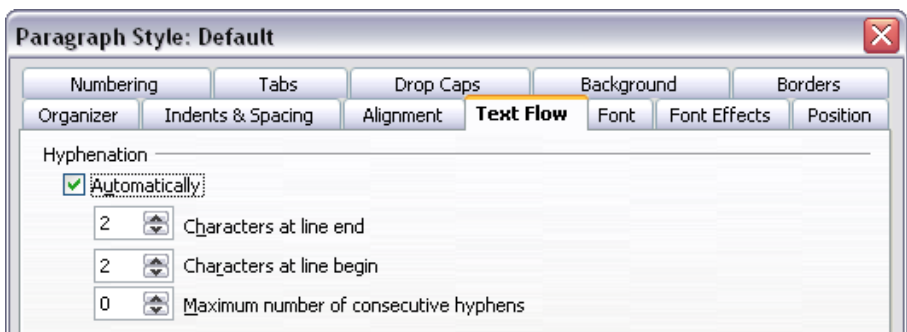 Paragraph Style: Default
Numbering Tabs Drop Caps Background Borders
Organizer Indents & Spacing Alignment Text Flow Font Font Effects Position
Hyphenation
Automatically
2 Characters at line end
2 Characters at line begin
0 Maximum number of consecutive hyphens